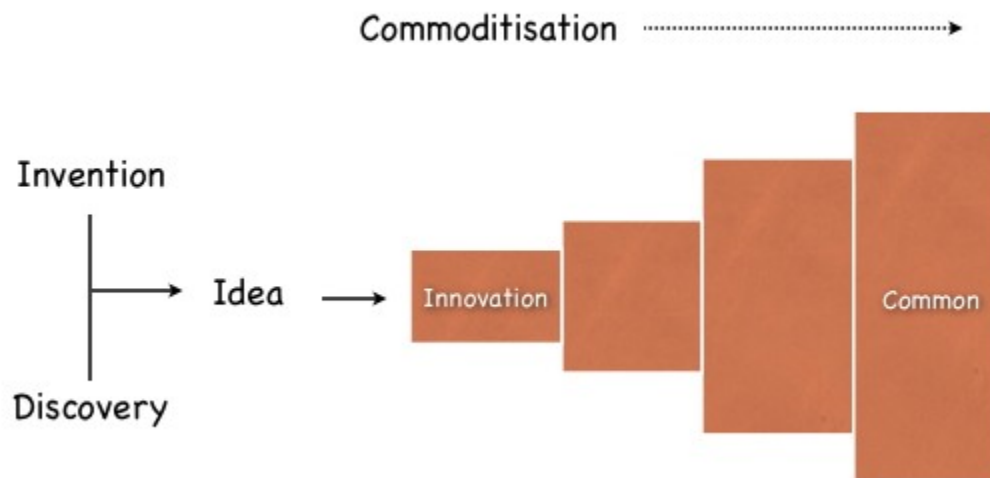 Commoditisation
Invention
Idea
Innovation
Common
Discovery